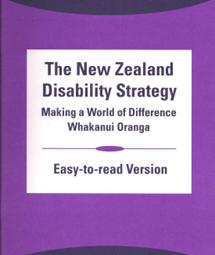 The New Zealand
Disability Strategy
Making a World of Difference
Whakanui Oranga
Easy-to-read Version